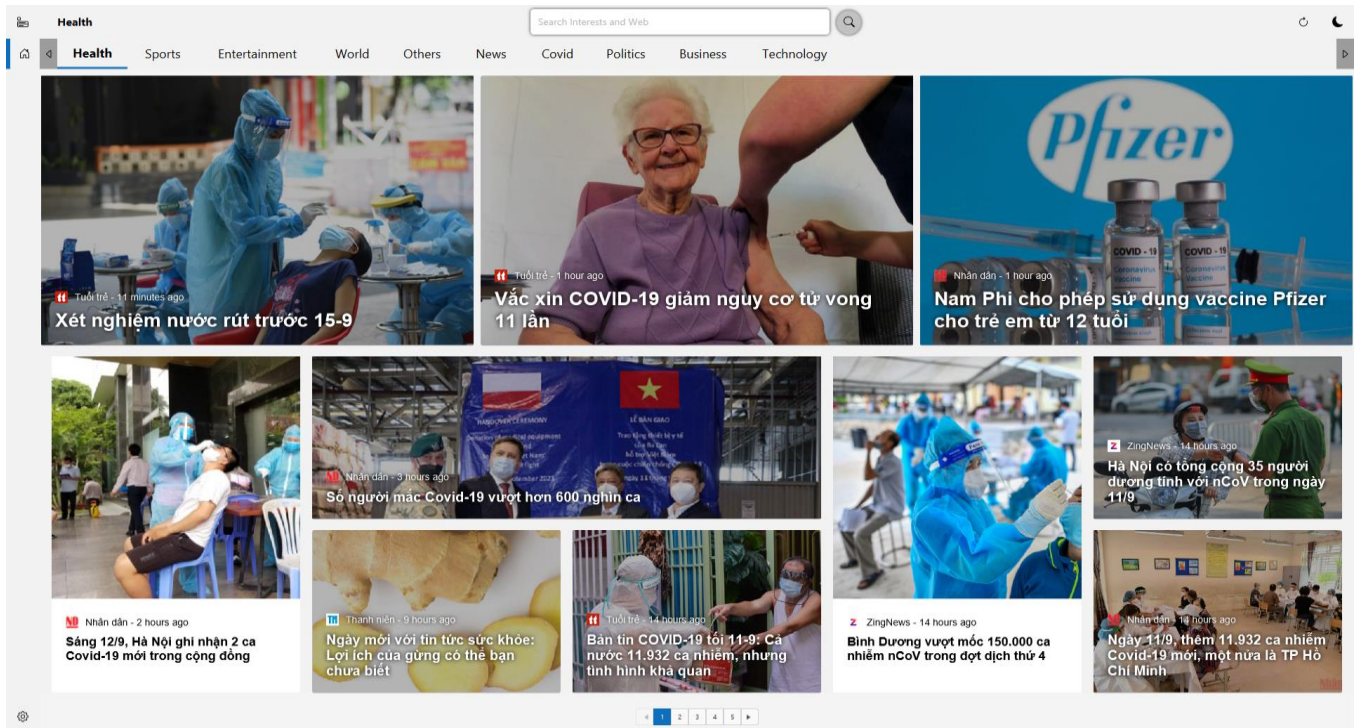 Health
Search Interests and Web
Health Sports Entertainment World Others News Covid Politics Business Technology
Pfizer
COVID - 19
Coronavirus
Vaccine
COVID - 19
Coronavirus
Vaccine
Tuổi trẻ - 11 minutes ago
Xét nghiệm nước rút trước 15-9
Tuổi trẻ - 1 hour ago
Vắc xin COVID-19 giảm nguy cơ tử vong
11 lần
Nhân dân - 1 hour ago
Nam Phi cho phép sử dụng vaccine Pfizer
cho trẻ em từ 12 tuổi
Nhân dân - 2 hours ago
Sáng 12/9, Hà Nội ghi nhận 2 ca
Covid-19 mới trong cộng đồng
HANDOVER CEREMONY
LỄ BÀN GIAO
Nhân dân - 3 hours ago
Số người mắc Covid-19 vượt hơn 600 nghìn ca
Thanh niên - 9 hours ago
Ngày mới với tin tức sức khỏe:
Lợi ích của gừng có thể bạn
chưa biết
Tuổi trẻ - 14 hours ago
Bản tin COVID-19 tối 11-9: Cả
nước 11.932 ca nhiễm, nhưng
tình hình khả quan
ZingNews - 14 hours ago
Bình Dương vượt mốc 150.000 ca
nhiễm nCoV trong đợt dịch thứ 4
ZingNews - 14 hours ago
Hà Nội có tổng cộng 35 người
dương tính với nCoV trong ngày
11/9
Nhân dân - 14 hours ago
Ngày 11/9, thêm 11.932 ca nhiễm
Covid-19 mới, một nửa là TP Hồ
Chí Minh
1 2 3 4 5